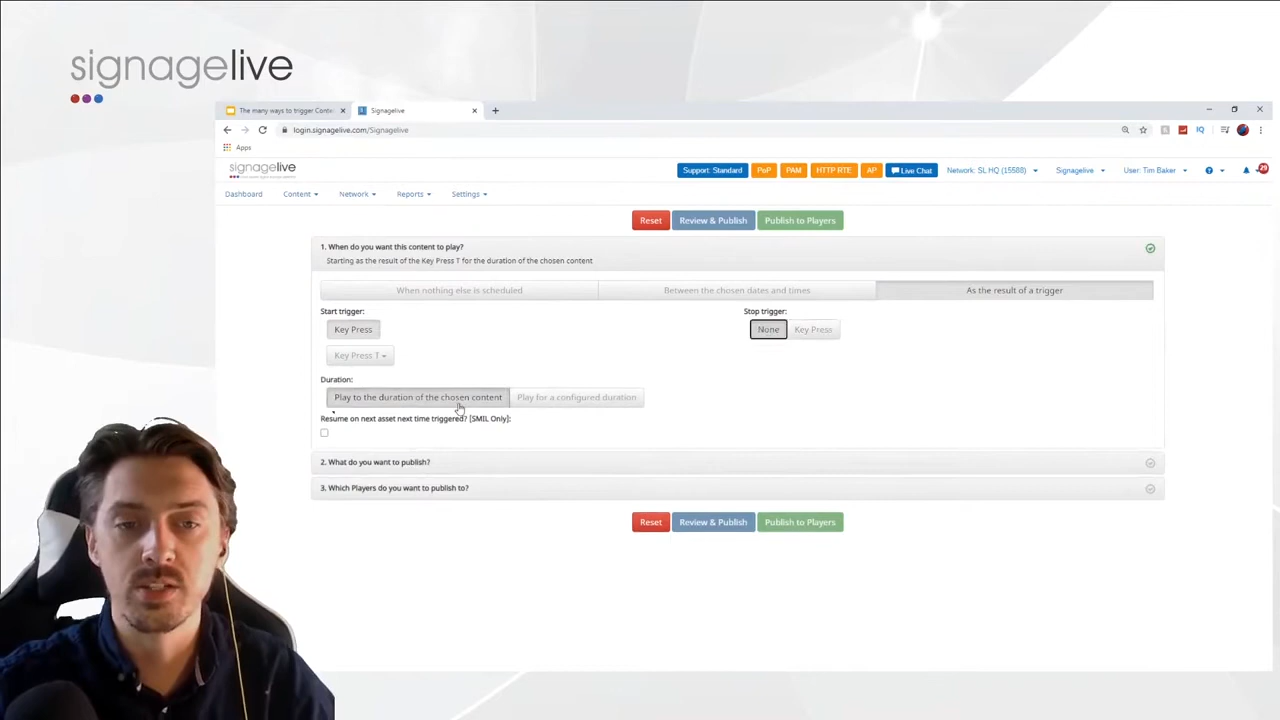 signagelive
The many ways to trigger Conte
Signagelive
login.signagelive.com/Signagelive
Apps
signagelive
Support: Standard
PoP
PAM
HTTP RTE
AP
Live Chat
Network: SL HQ (15588)
Signagelive
User: Tim Baker
29
Dashboard
Content
Network
Reports
Settings
Reset
Review & Publish
Publish to Players
1. When do you want this content to play?
Starting as the result of the Key Press T for the duration of the chosen content
When nothing else is scheduled
Between the chosen dates and times
As the result of a trigger
Start trigger:
Stop trigger:
Key Press
None
Key Press
Key Press T
Duration:
Play to the duration of the chosen content
Play for a configured duration
Resume on next asset next time triggered? [SMIL Only]:
2. What do you want to publish?
3. Which Players do you want to publish to?
Reset
Review & Publish
Publish to Players